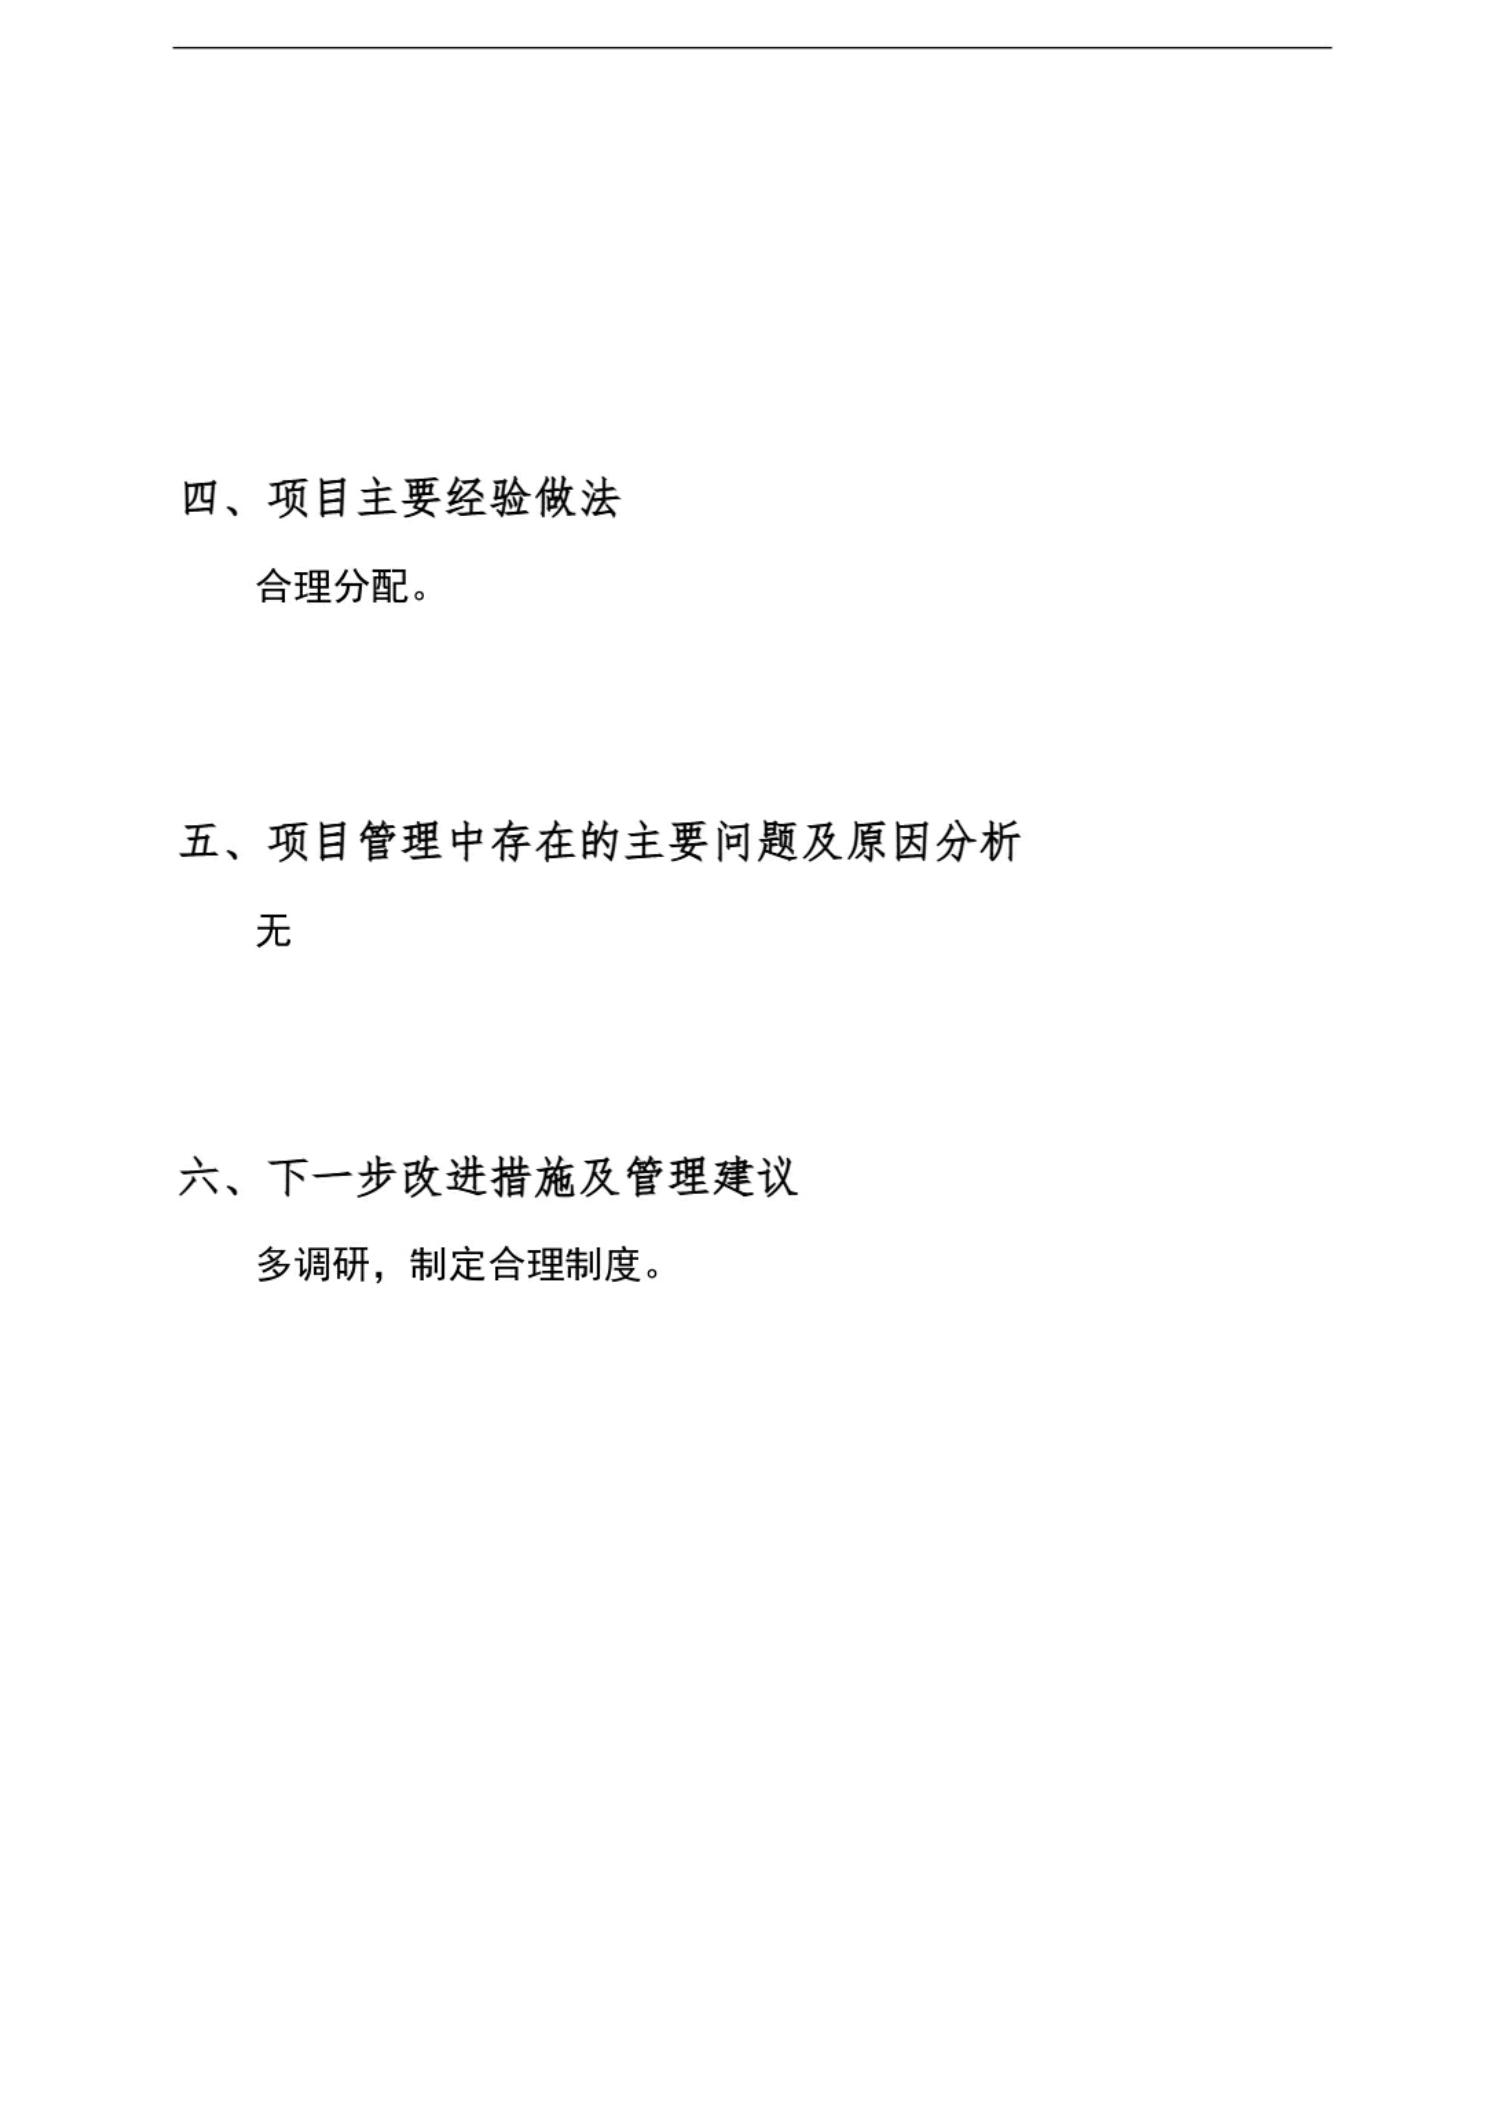 四、项目主要经验做法
合理分配。
五、项目管理中存在的主要问题及原因分析
无
六、下一步改进措施及管理建议
多调研，制定合理制度。